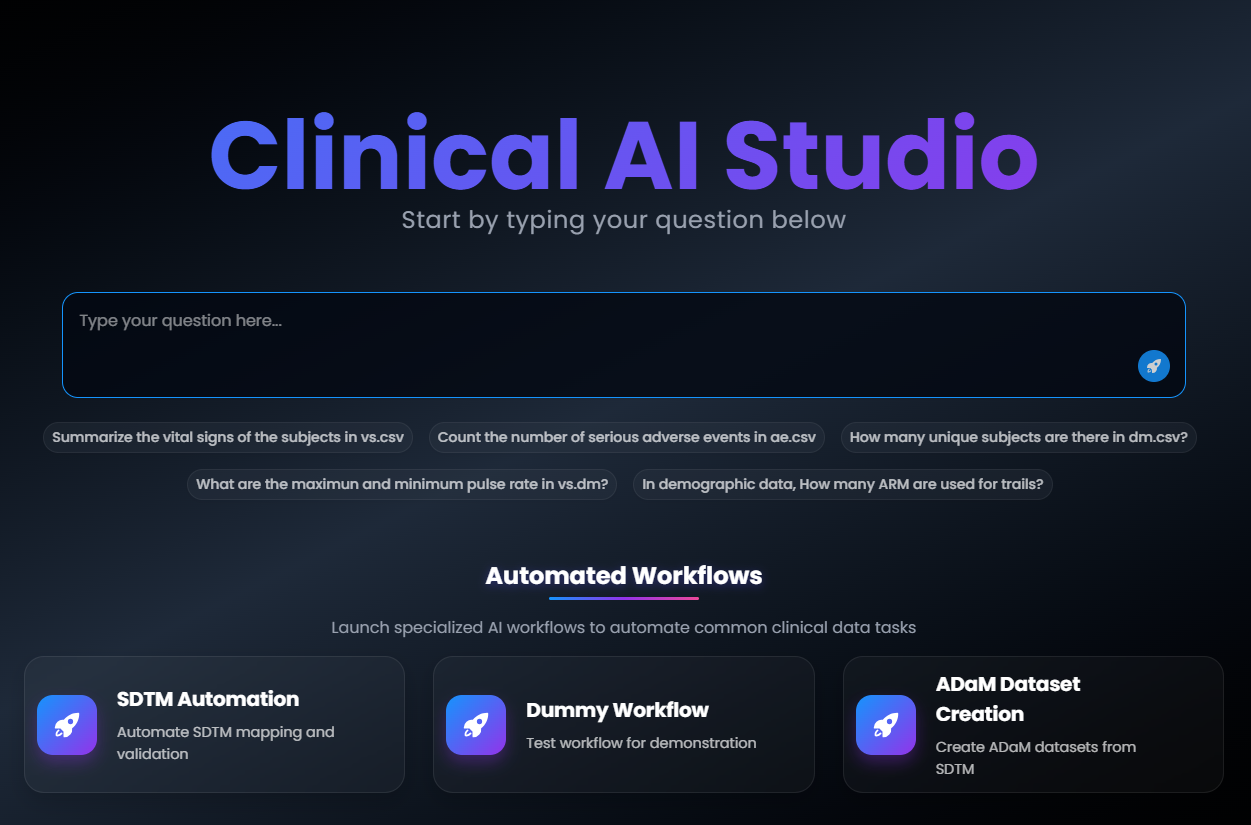 Clinical AI Studio
Start by typing your question below
Type your question here...
Summarize the vital signs of the subjects in vs.csv
Count the number of serious adverse events in ae.csv
How many unique subjects are there in dm.csv?
What are the maximun and minimum pulse rate in vs.dm?
In demographic data, How many ARM are used for trails?
Automated Workflows
Launch specialized AI workflows to automate common clinical data tasks
SDTM Automation
Automate SDTM mapping and
validation
Dummy Workflow
Test workflow for demonstration
ADaM Dataset
Creation
Create ADaM datasets from
SDTM